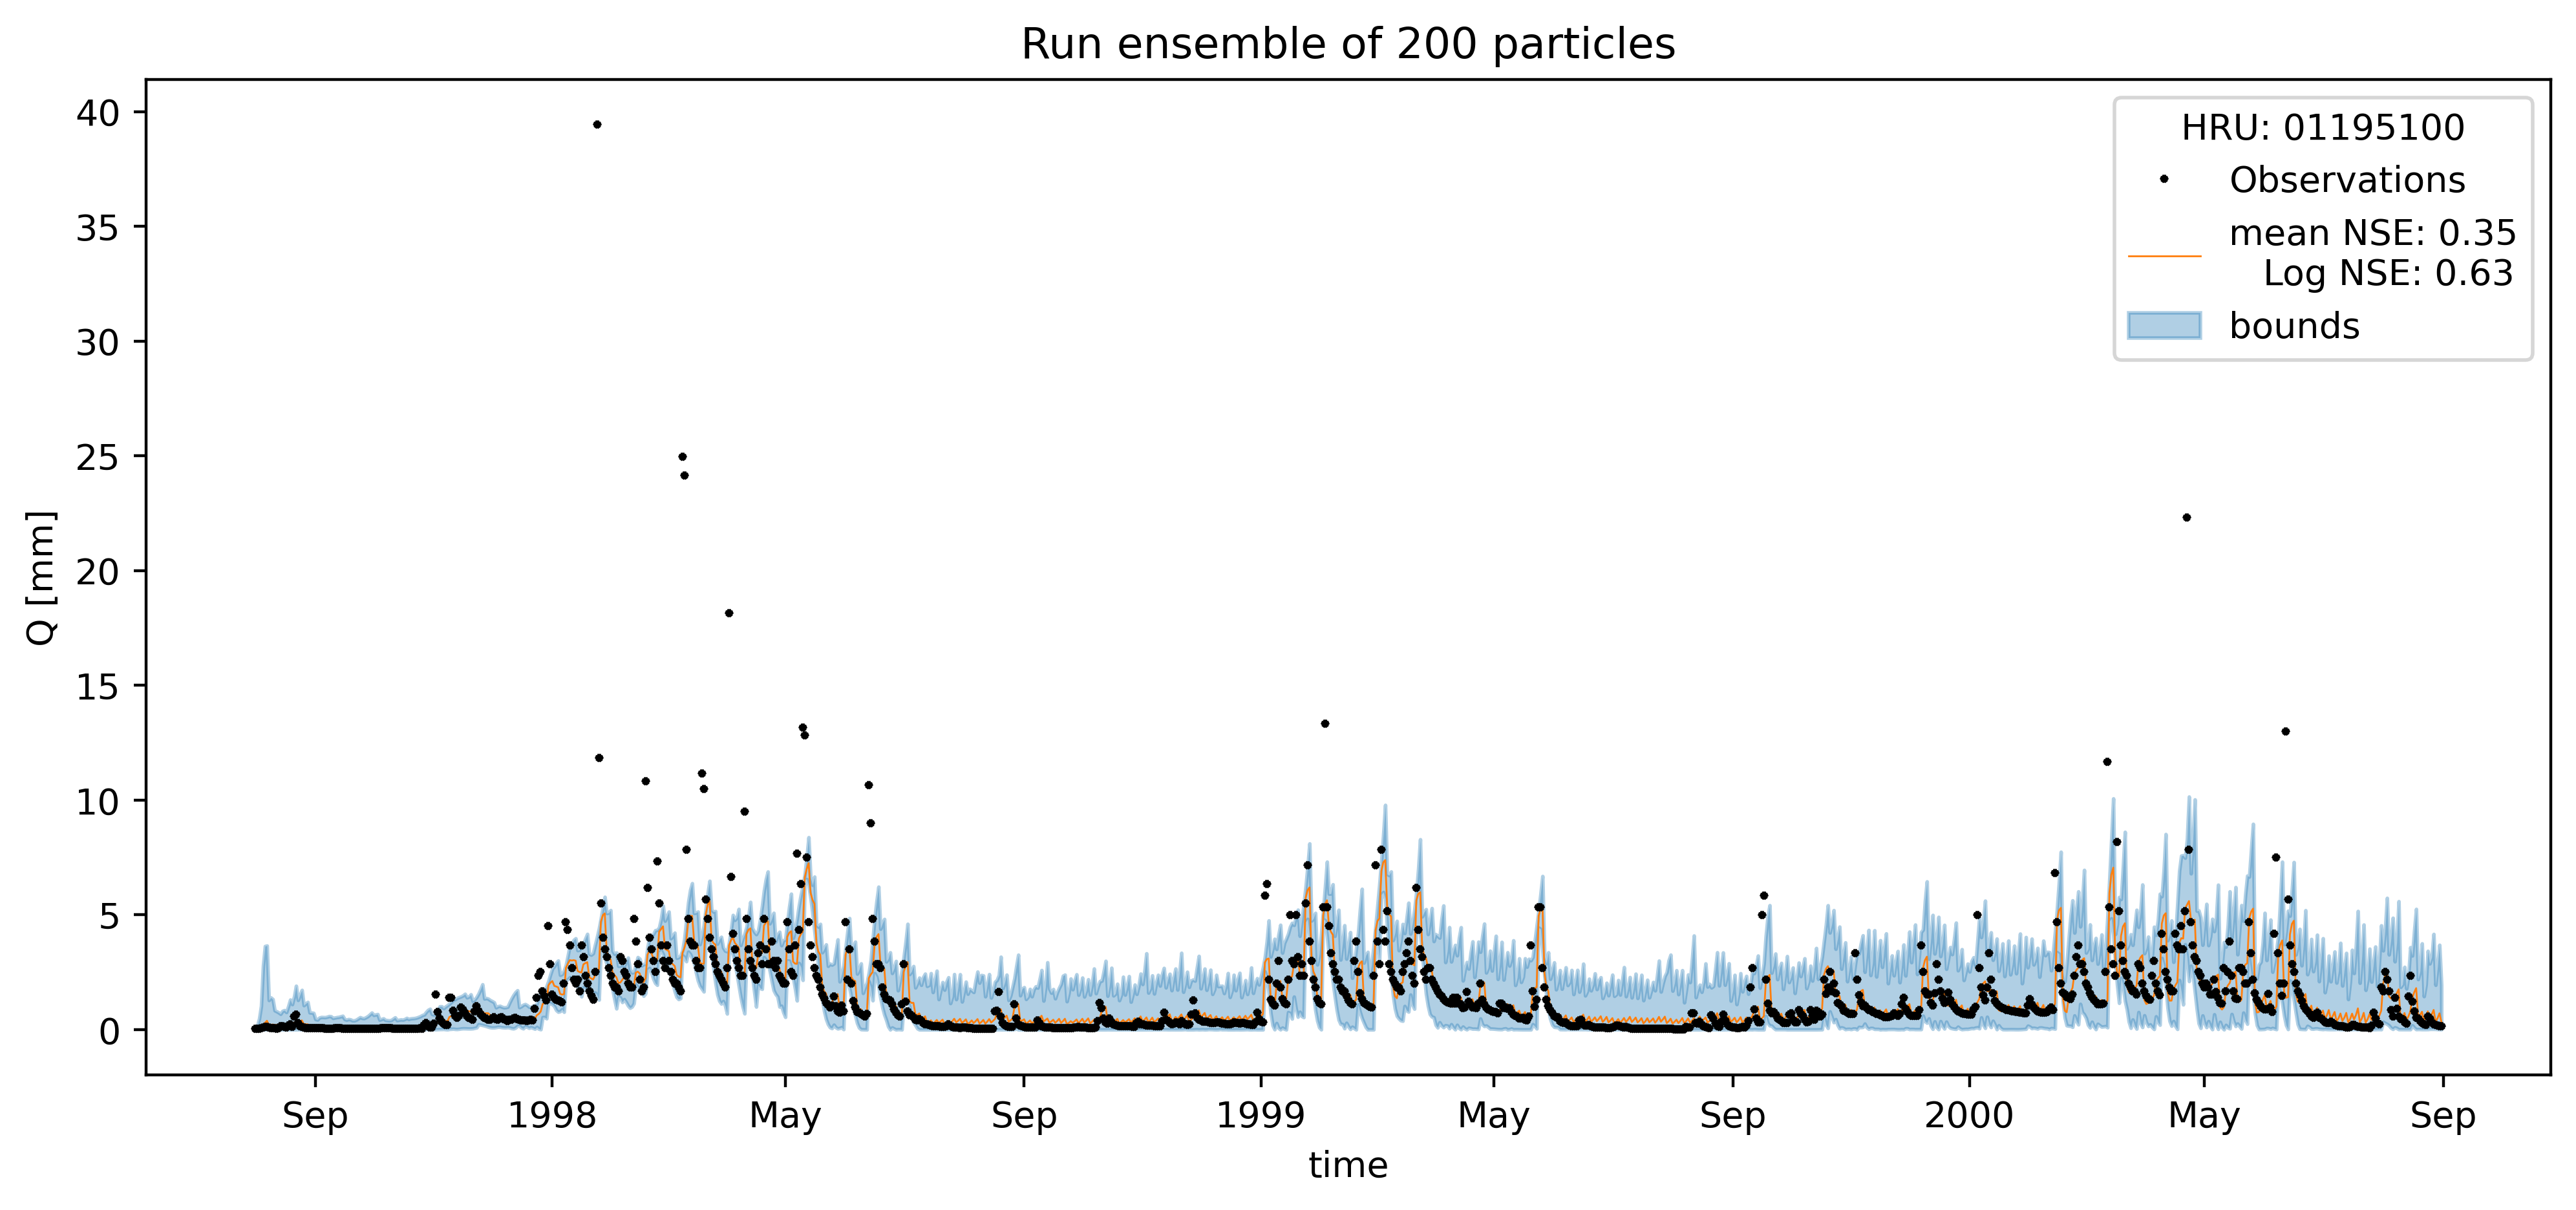 Run ensemble of 200 particles
HRU: 01195100
Observations
mean NSE: 0.35
Log NSE: 0.63
bounds
Q [mm]
40
35
30
25
20
15
10
5
0
Sep 1998 May Sep 1999 May Sep 2000 May Sep
time